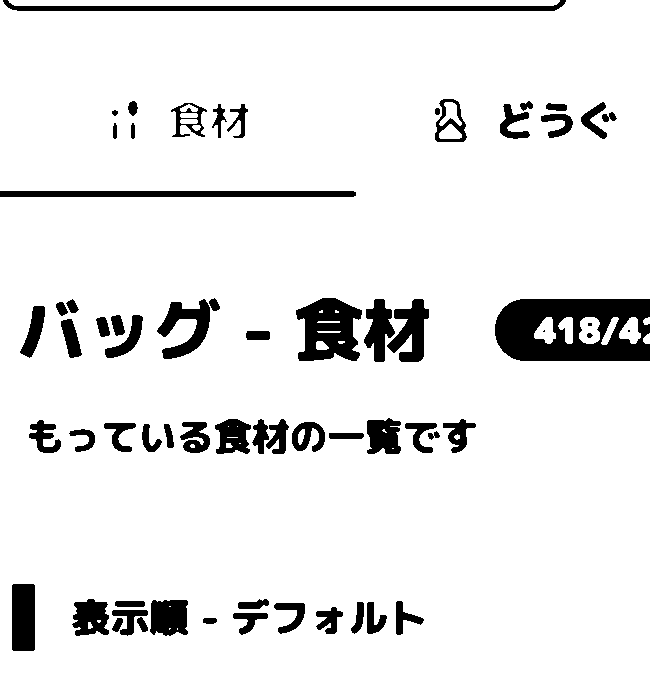 食材 どうぐ
バッグ - 食材 418/42
もっている食材の一覧です
表示順 - デフォルト